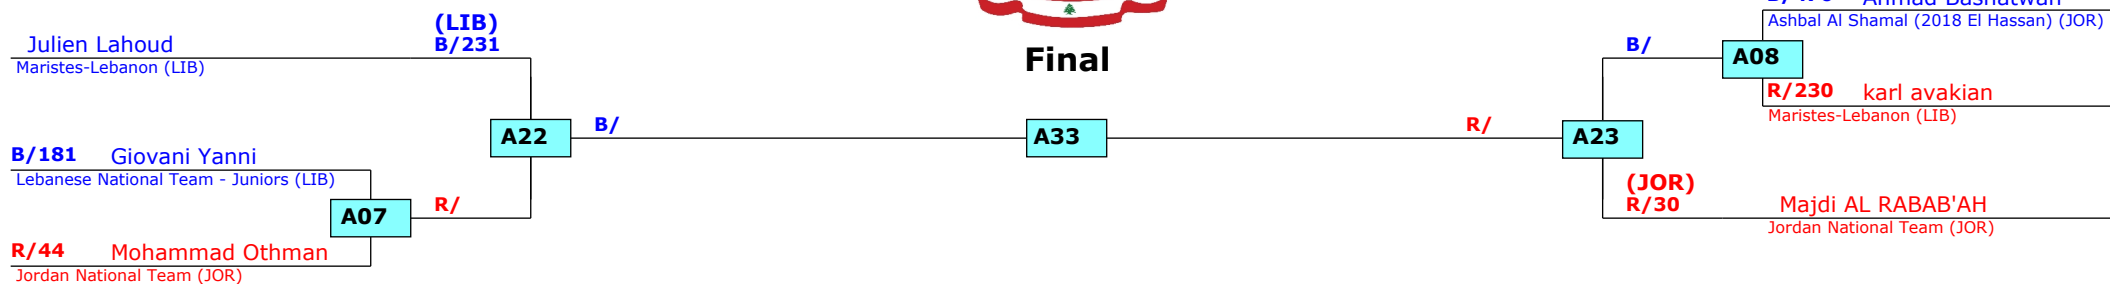 (LIB)
Julien Lahoud B/231
Maristes-Lebanon (LIB)
B/181 Giovani Yanni
Lebanese National Team - Juniors (LIB)
A07
R/44 Mohammad Othman
Jordan National Team (JOR)
R/
A22
B/
Final
A33
R/
A23
B/
Ahmad Bashatwah
Ashbal Al Shamal (2018 El Hassan) (JOR)
A08
R/230 karl avakian
Maristes-Lebanon (LIB)
(JOR)
R/30 Majdi AL RABAB'AH
Jordan National Team (JOR)